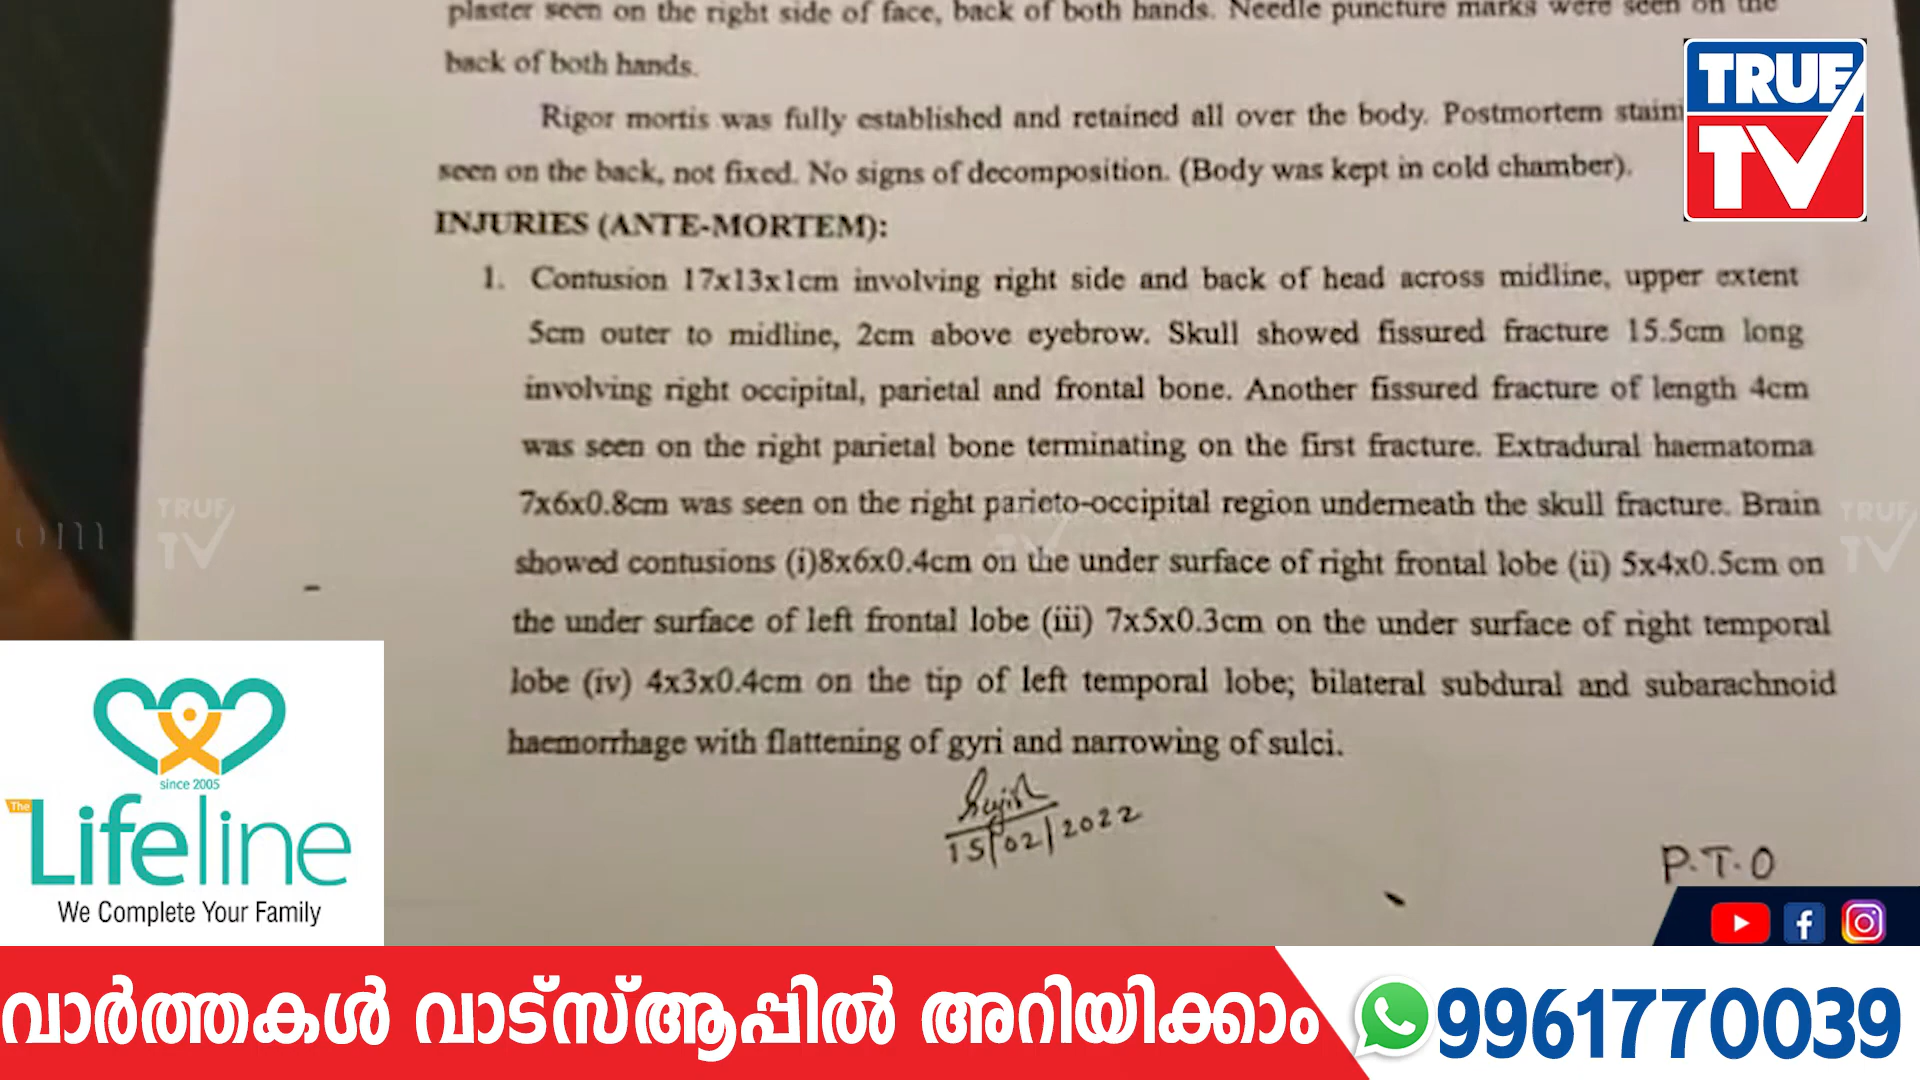 plaster seen on the right side of face, back of both hands. Needle puncture marks were seen on the
back of both hands.
Rigor mortis was fully established and retained all over the body. Postmortem staini
seen on the back, not fixed. No signs of decomposition. (Body was kept in cold chamber).
INJURIES (ANTE-MORTEM):
1. Contusion 17x13x1cm involving right side and back of head across midline, upper extent
5cm outer to midline, 2cm above eyebrow. Skull showed fissured fracture 15.5cm long
involving right occipital, parietal and frontal bone. Another fissured fracture of length 4cm
was seen on the right parietal bone terminating on the first fracture. Extradural haematoma
7x6x0.8cm was seen on the right parieto-occipital region underneath the skull fracture. Brain
showed contusions (i)8x6x0.4cm on the under surface of right frontal lobe (ii) 5x4x0.5cm on
the under surface of left frontal lobe (iii) 7x5x0.3cm on the under surface of right temporal
lobe (iv) 4x3x0.4cm on the tip of left temporal lobe; bilateral subdural and subarachnoid
haemorrhage with flattening of gyri and narrowing of sulci.
15/02/2022
P.T.O
TRUE
TV
TRUE
TV
TRUE
TV
om
since 2005
The
Lifeline
We Complete Your Family
വാർത്തകൾ വാട്സ്ആപ്പിൽ അറിയിക്കാം 9961770039